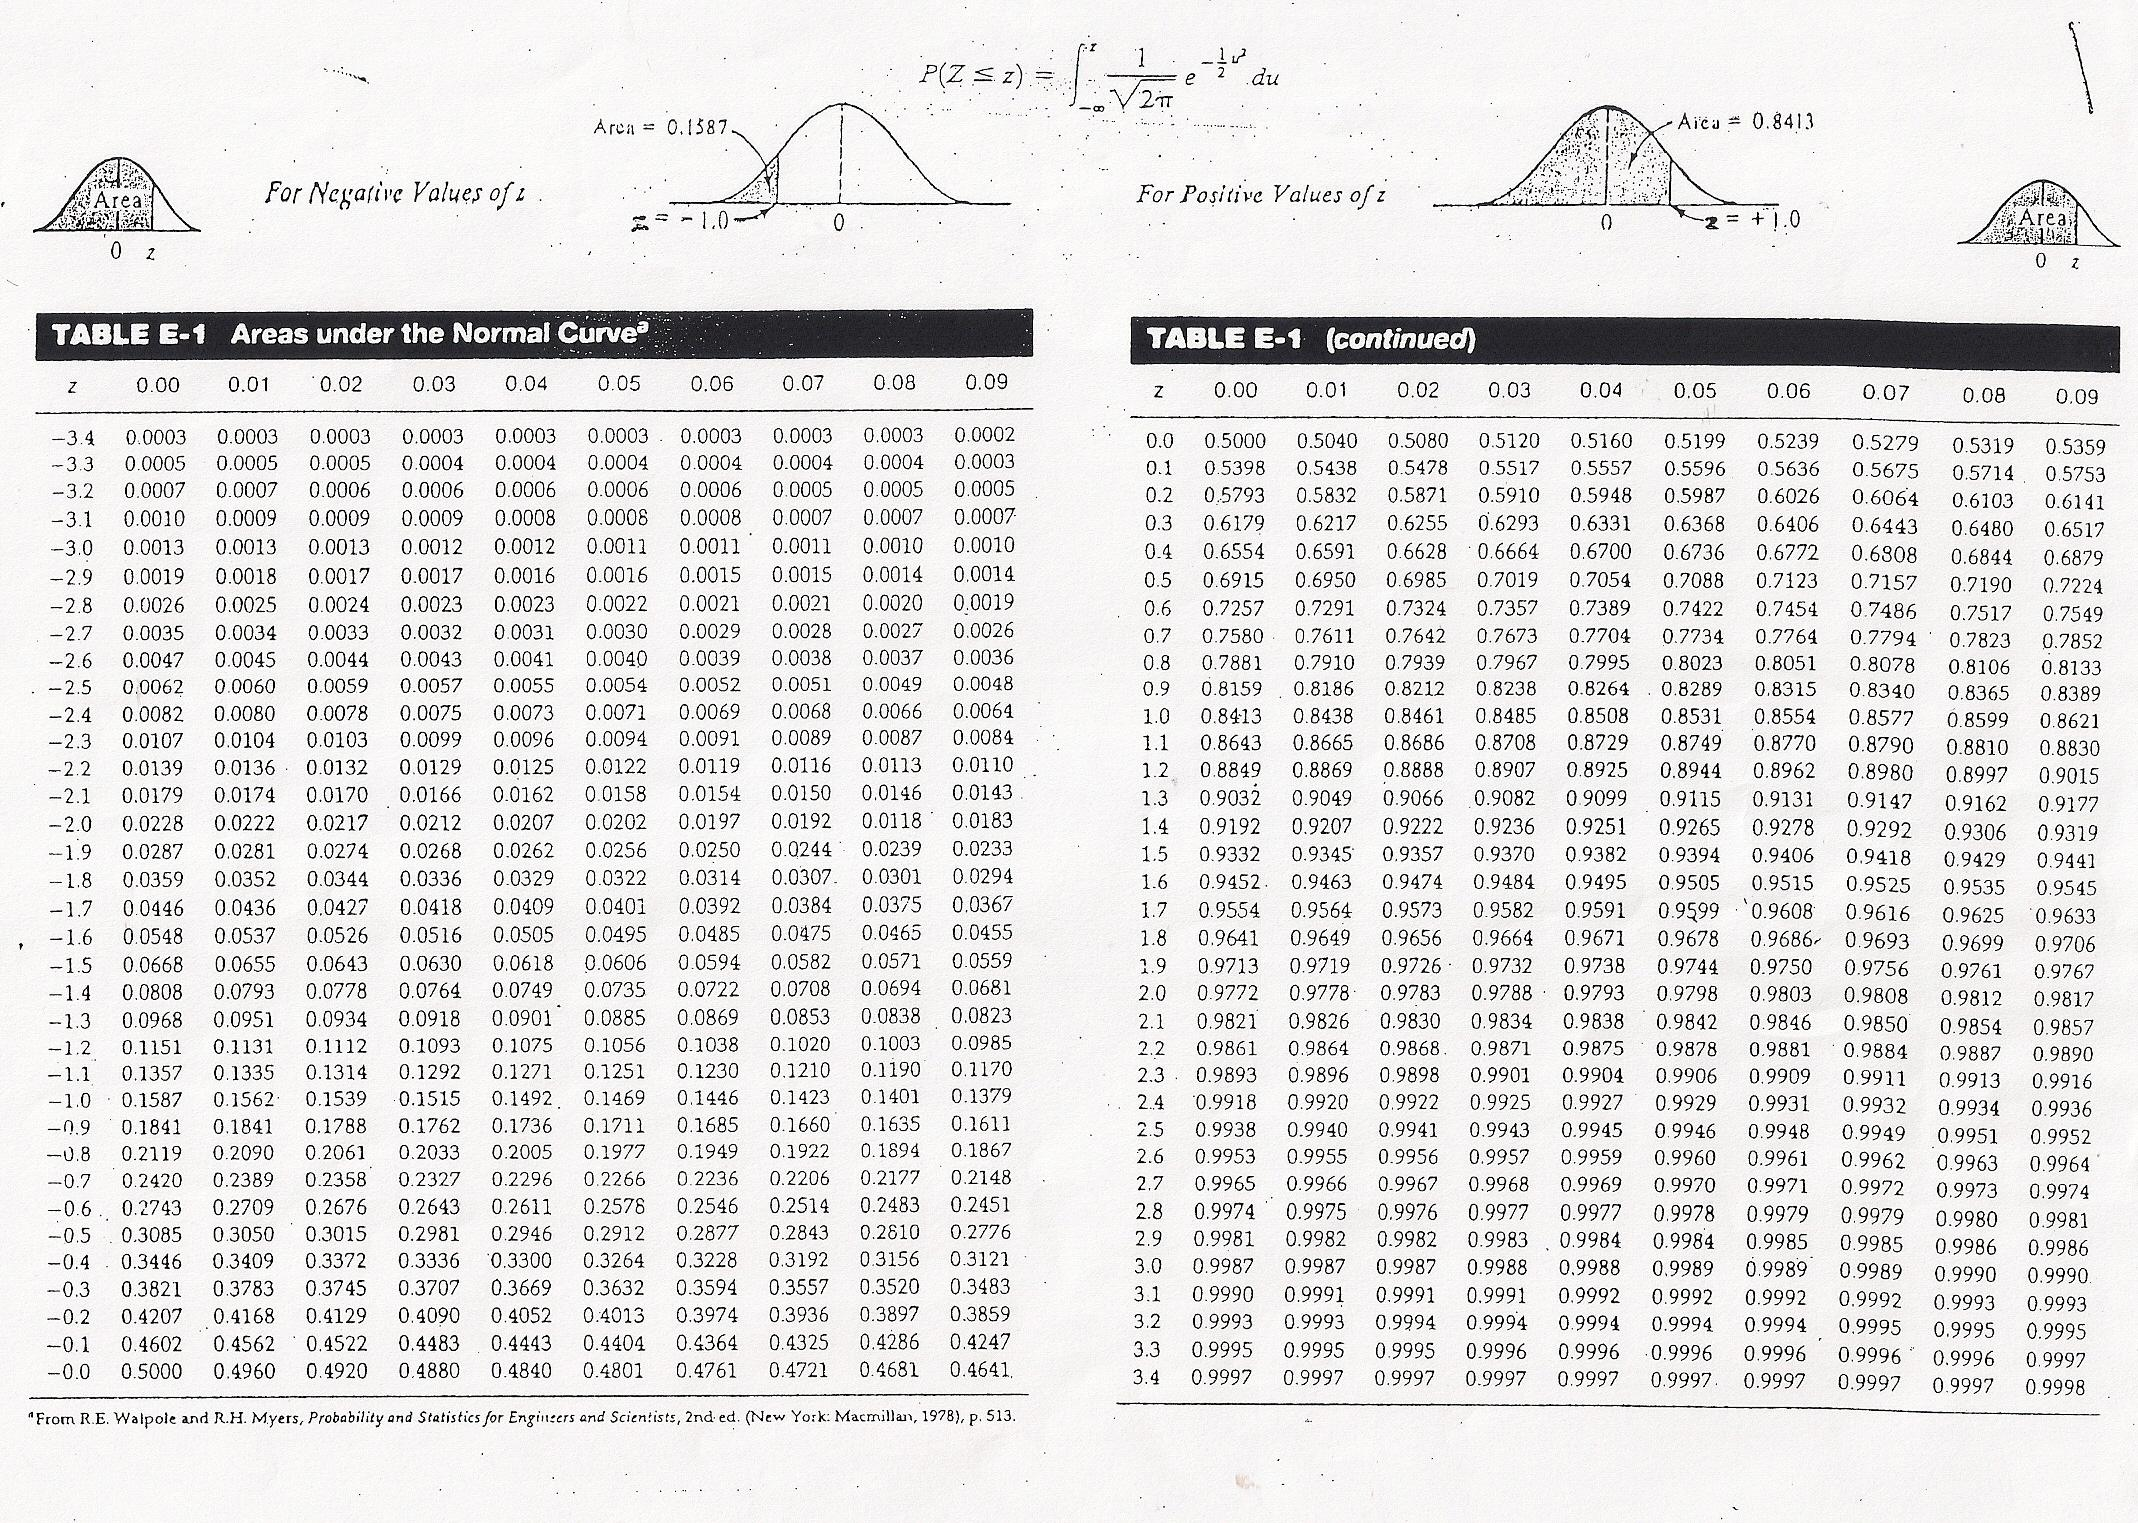 P(Z ≤ z) = ∫_{-∞}^{z} 1/√2π e^{-½u²} du
Area = 0.1587
Area = 0.8413
Area
For Negative Values of z
For Positive Values of z
Area
z = -1.0
0
0
z = +1.0
0 z
0 z
TABLE E-1 Areas under the Normal Curveᵃ
z 0.00 0.01 0.02 0.03 0.04 0.05 0.06 0.07 0.08 0.09
-3.4 0.0003 0.0003 0.0003 0.0003 0.0003 0.0003 0.0003 0.0003 0.0003 0.0002
-3.3 0.0005 0.0005 0.0005 0.0004 0.0004 0.0004 0.0004 0.0004 0.0004 0.0003
-3.2 0.0007 0.0007 0.0006 0.0006 0.0006 0.0006 0.0006 0.0005 0.0005 0.0005
-3.1 0.0010 0.0009 0.0009 0.0009 0.0008 0.0008 0.0008 0.0007 0.0007 0.0007
-3.0 0.0013 0.0013 0.0013 0.0012 0.0012 0.0011 0.0011 0.0011 0.0010 0.0010
-2.9 0.0019 0.0018 0.0017 0.0017 0.0016 0.0016 0.0015 0.0015 0.0014 0.0014
-2.8 0.0026 0.0025 0.0024 0.0023 0.0023 0.0022 0.0021 0.0021 0.0020 0.0019
-2.7 0.0035 0.0034 0.0033 0.0032 0.0031 0.0030 0.0029 0.0028 0.0027 0.0026
-2.6 0.0047 0.0045 0.0044 0.0043 0.0041 0.0040 0.0039 0.0038 0.0037 0.0036
-2.5 0.0062 0.0060 0.0059 0.0057 0.0055 0.0054 0.0052 0.0051 0.0049 0.0048
-2.4 0.0082 0.0080 0.0078 0.0075 0.0073 0.0071 0.0069 0.0068 0.0066 0.0064
-2.3 0.0107 0.0104 0.0103 0.0099 0.0096 0.0094 0.0091 0.0089 0.0087 0.0084
-2.2 0.0139 0.0136 0.0132 0.0129 0.0125 0.0122 0.0119 0.0116 0.0113 0.0110
-2.1 0.0179 0.0174 0.0170 0.0166 0.0162 0.0158 0.0154 0.0150 0.0146 0.0143
-2.0 0.0228 0.0222 0.0217 0.0212 0.0207 0.0202 0.0197 0.0192 0.0118 0.0183
-1.9 0.0287 0.0281 0.0274 0.0268 0.0262 0.0256 0.0250 0.0244 0.0239 0.0233
-1.8 0.0359 0.0352 0.0344 0.0336 0.0329 0.0322 0.0314 0.0307 0.0301 0.0294
-1.7 0.0446 0.0436 0.0427 0.0418 0.0409 0.0401 0.0392 0.0384 0.0375 0.0367
-1.6 0.0548 0.0537 0.0526 0.0516 0.0505 0.0495 0.0485 0.0475 0.0465 0.0455
-1.5 0.0668 0.0655 0.0643 0.0630 0.0618 0.0606 0.0594 0.0582 0.0571 0.0559
-1.4 0.0808 0.0793 0.0778 0.0764 0.0749 0.0735 0.0722 0.0708 0.0694 0.0681
-1.3 0.0968 0.0951 0.0934 0.0918 0.0901 0.0885 0.0869 0.0853 0.0838 0.0823
-1.2 0.1151 0.1131 0.1112 0.1093 0.1075 0.1056 0.1038 0.1020 0.1003 0.0985
-1.1 0.1357 0.1335 0.1314 0.1292 0.1271 0.1251 0.1230 0.1210 0.1190 0.1170
-1.0 0.1587 0.1562 0.1539 0.1515 0.1492 0.1469 0.1446 0.1423 0.1401 0.1379
-0.9 0.1841 0.1841 0.1788 0.1762 0.1736 0.1711 0.1685 0.1660 0.1635 0.1611
-0.8 0.2119 0.2090 0.2061 0.2033 0.2005 0.1977 0.1949 0.1922 0.1894 0.1867
-0.7 0.2420 0.2389 0.2358 0.2327 0.2296 0.2266 0.2236 0.2206 0.2177 0.2148
-0.6 0.2743 0.2709 0.2676 0.2643 0.2611 0.2578 0.2546 0.2514 0.2483 0.2451
-0.5 0.3085 0.3050 0.3015 0.2981 0.2946 0.2912 0.2877 0.2843 0.2810 0.2776
-0.4 0.3446 0.3409 0.3372 0.3336 0.3300 0.3264 0.3228 0.3192 0.3156 0.3121
-0.3 0.3821 0.3783 0.3745 0.3707 0.3669 0.3632 0.3594 0.3557 0.3520 0.3483
-0.2 0.4207 0.4168 0.4129 0.4090 0.4052 0.4013 0.3974 0.3936 0.3897 0.3859
-0.1 0.4602 0.4562 0.4522 0.4483 0.4443 0.4404 0.4364 0.4325 0.4286 0.4247
-0.0 0.5000 0.4960 0.4920 0.4880 0.4840 0.4801 0.4761 0.4721 0.4681 0.4641
ᵃFrom R.E. Walpole and R.H. Myers, Probability and Statistics for Engineers and Scientists, 2nd ed. (New York: Macmillan, 1978), p. 513.
TABLE E-1 (continued)
z 0.00 0.01 0.02 0.03 0.04 0.05 0.06 0.07 0.08 0.09
0.0 0.5000 0.5040 0.5080 0.5120 0.5160 0.5199 0.5239 0.5279 0.5319 0.5359
0.1 0.5398 0.5438 0.5478 0.5517 0.5557 0.5596 0.5636 0.5675 0.5714 0.5753
0.2 0.5793 0.5832 0.5871 0.5910 0.5948 0.5987 0.6026 0.6064 0.6103 0.6141
0.3 0.6179 0.6217 0.6255 0.6293 0.6331 0.6368 0.6406 0.6443 0.6480 0.6517
0.4 0.6554 0.6591 0.6628 0.6664 0.6700 0.6736 0.6772 0.6808 0.6844 0.6879
0.5 0.6915 0.6950 0.6985 0.7019 0.7054 0.7088 0.7123 0.7157 0.7190 0.7224
0.6 0.7257 0.7291 0.7324 0.7357 0.7389 0.7422 0.7454 0.7486 0.7517 0.7549
0.7 0.7580 0.7611 0.7642 0.7673 0.7704 0.7734 0.7764 0.7794 0.7823 0.7852
0.8 0.7881 0.7910 0.7939 0.7967 0.7995 0.8023 0.8051 0.8078 0.8106 0.8133
0.9 0.8159 0.8186 0.8212 0.8238 0.8264 0.8289 0.8315 0.8340 0.8365 0.8389
1.0 0.8413 0.8438 0.8461 0.8485 0.8508 0.8531 0.8554 0.8577 0.8599 0.8621
1.1 0.8643 0.8665 0.8686 0.8708 0.8729 0.8749 0.8770 0.8790 0.8810 0.8830
1.2 0.8849 0.8869 0.8888 0.8907 0.8925 0.8944 0.8962 0.8980 0.8997 0.9015
1.3 0.9032 0.9049 0.9066 0.9082 0.9099 0.9115 0.9131 0.9147 0.9162 0.9177
1.4 0.9192 0.9207 0.9222 0.9236 0.9251 0.9265 0.9278 0.9292 0.9306 0.9319
1.5 0.9332 0.9345 0.9357 0.9370 0.9382 0.9394 0.9406 0.9418 0.9429 0.9441
1.6 0.9452 0.9463 0.9474 0.9484 0.9495 0.9505 0.9515 0.9525 0.9535 0.9545
1.7 0.9554 0.9564 0.9573 0.9582 0.9591 0.9599 0.9608 0.9616 0.9625 0.9633
1.8 0.9641 0.9649 0.9656 0.9664 0.9671 0.9678 0.9686 0.9693 0.9699 0.9706
1.9 0.9713 0.9719 0.9726 0.9732 0.9738 0.9744 0.9750 0.9756 0.9761 0.9767
2.0 0.9772 0.9778 0.9783 0.9788 0.9793 0.9798 0.9803 0.9808 0.9812 0.9817
2.1 0.9821 0.9826 0.9830 0.9834 0.9838 0.9842 0.9846 0.9850 0.9854 0.9857
2.2 0.9861 0.9864 0.9868 0.9871 0.9875 0.9878 0.9881 0.9884 0.9887 0.9890
2.3 0.9893 0.9896 0.9898 0.9901 0.9904 0.9906 0.9909 0.9911 0.9913 0.9916
2.4 0.9918 0.9920 0.9922 0.9925 0.9927 0.9929 0.9931 0.9932 0.9934 0.9936
2.5 0.9938 0.9940 0.9941 0.9943 0.9945 0.9946 0.9948 0.9949 0.9951 0.9952
2.6 0.9953 0.9955 0.9956 0.9957 0.9959 0.9960 0.9961 0.9962 0.9963 0.9964
2.7 0.9965 0.9966 0.9967 0.9968 0.9969 0.9970 0.9971 0.9972 0.9973 0.9974
2.8 0.9974 0.9975 0.9976 0.9977 0.9977 0.9978 0.9979 0.9979 0.9980 0.9981
2.9 0.9981 0.9982 0.9982 0.9983 0.9984 0.9984 0.9985 0.9985 0.9986 0.9986
3.0 0.9987 0.9987 0.9987 0.9988 0.9988 0.9989 0.9989 0.9989 0.9990 0.9990
3.1 0.9990 0.9991 0.9991 0.9991 0.9992 0.9992 0.9992 0.9992 0.9993 0.9993
3.2 0.9993 0.9993 0.9994 0.9994 0.9994 0.9994 0.9994 0.9995 0.9995 0.9995
3.3 0.9995 0.9995 0.9995 0.9996 0.9996 0.9996 0.9996 0.9996 0.9996 0.9997
3.4 0.9997 0.9997 0.9997 0.9997 0.9997 0.9997 0.9997 0.9997 0.9997 0.9998